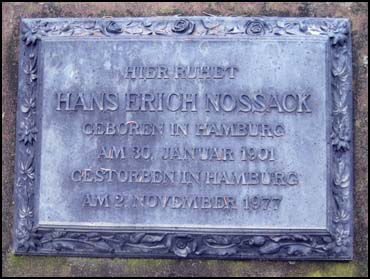 HIER RUHET
HANS ERICH NOSSACK
GEBOREN IN HAMBURG
AM 30. JANUAR 1901
GESTORBEN IN HAMBURG
AM 2. NOVEMBER 1977